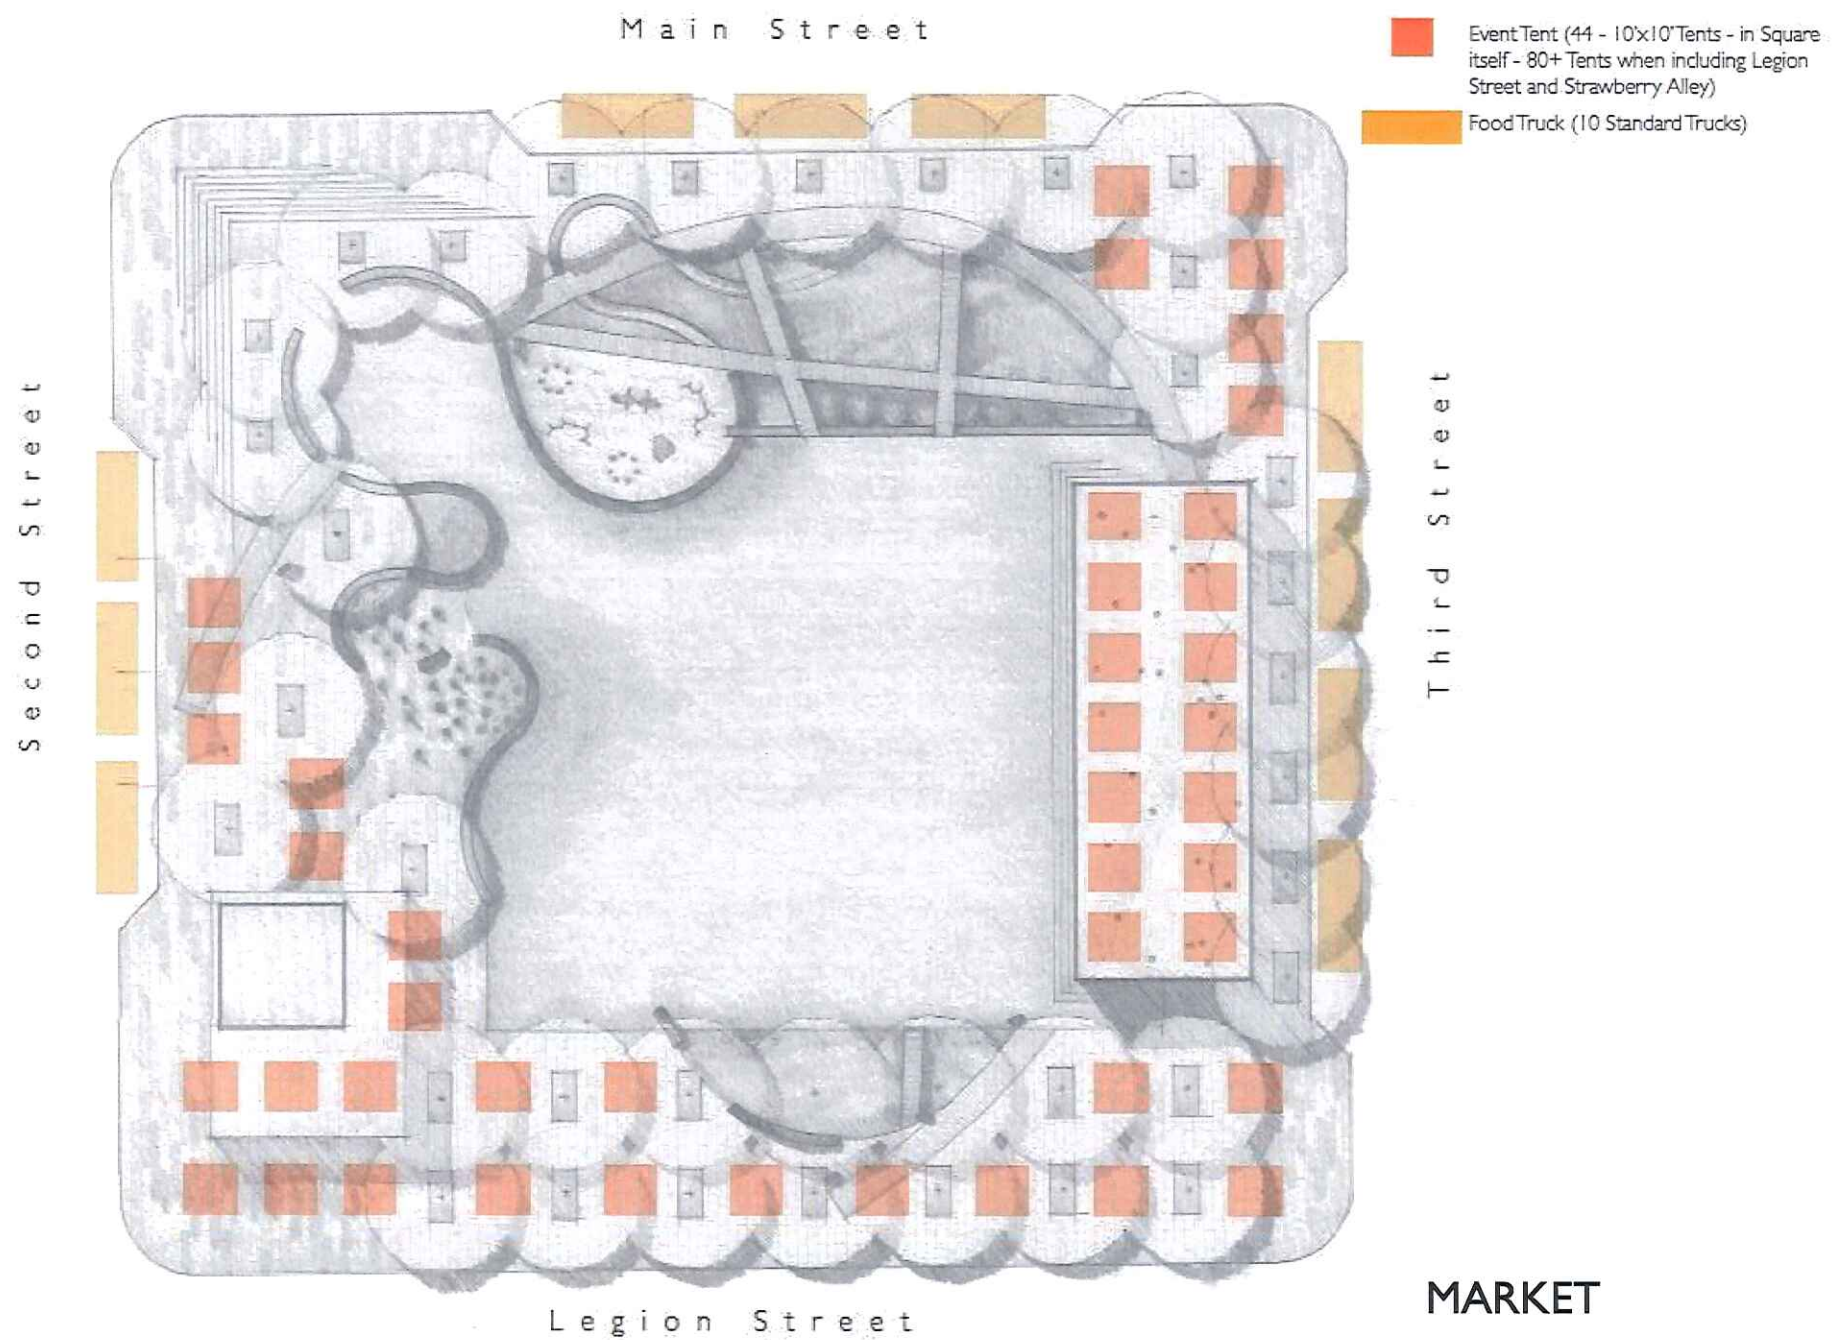 Main Street
Event Tent (44 - 10'x10' Tents - in Square
itself - 80+ Tents when including Legion
Street and Strawberry Alley)
Food Truck (10 Standard Trucks)
Second Street
Third Street
MARKET
Legion Street